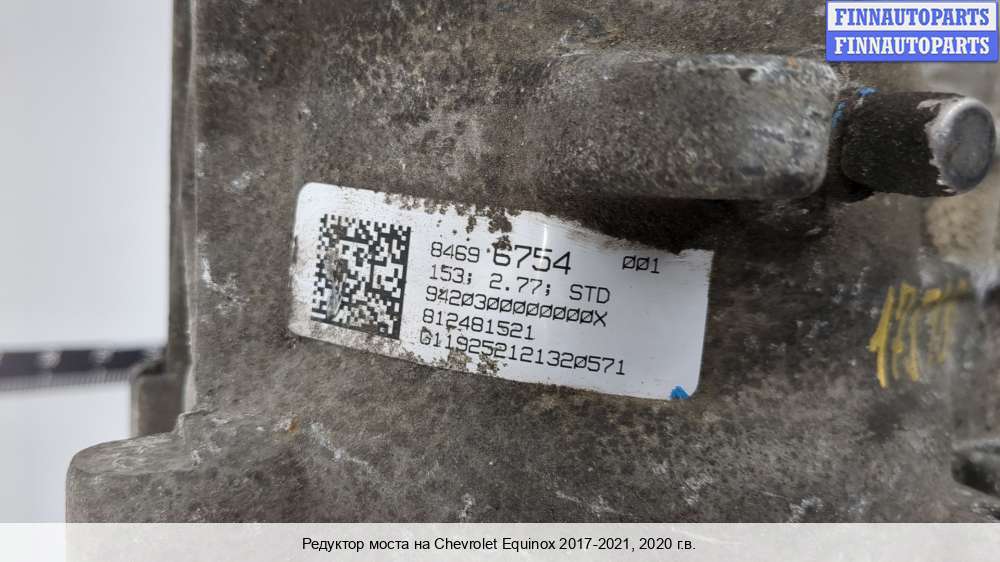 FINNAUTOPARTS
FINNAUTOPARTS
8469 6754 001
153; 2.77; STD
9420300000000X
812481521
G119252121320571
Редуктор моста на Chevrolet Equinox 2017-2021, 2020 г.в.